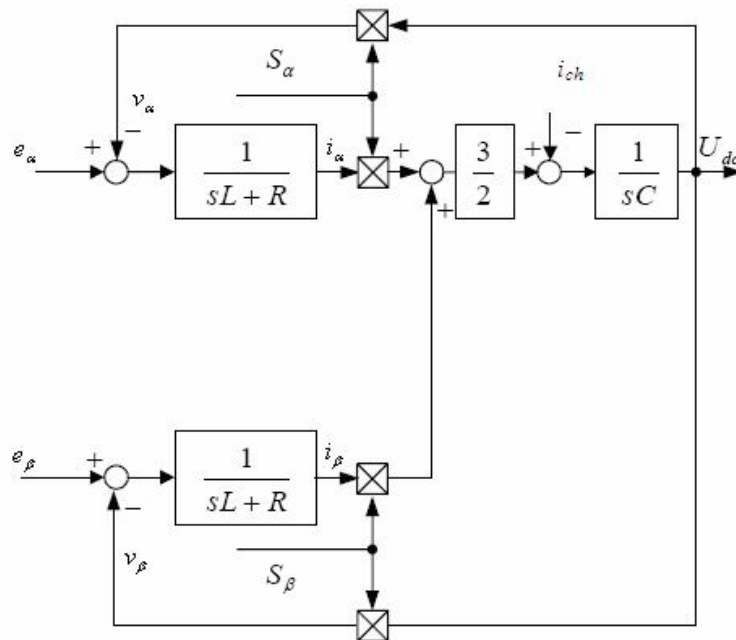 S_α
i_ch
v_α
−
−
e_α
+
1
sL + R
i_α
+
+
3
2
+
1
sC
U_dc
e_β
+
1
sL + R
i_β
−
v_β
S_β